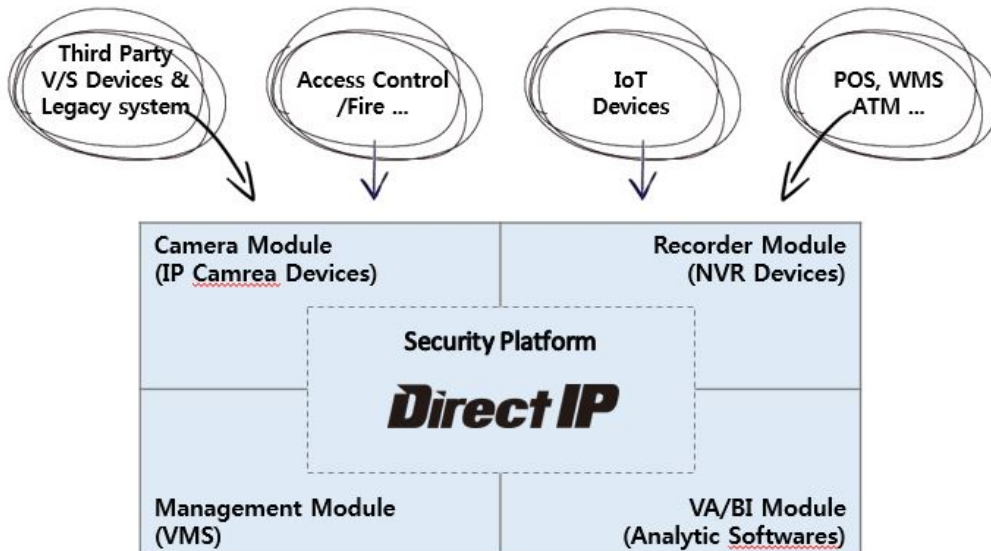 Third Party
V/S Devices &
Legacy system
Access Control
/Fire ...
IoT
Devices
POS, WMS
ATM ...
Camera Module
(IP Camrea Devices)
Recorder Module
(NVR Devices)
Security Platform
Direct IP
Management Module
(VMS)
VA/BI Module
(Analytic Softwares)